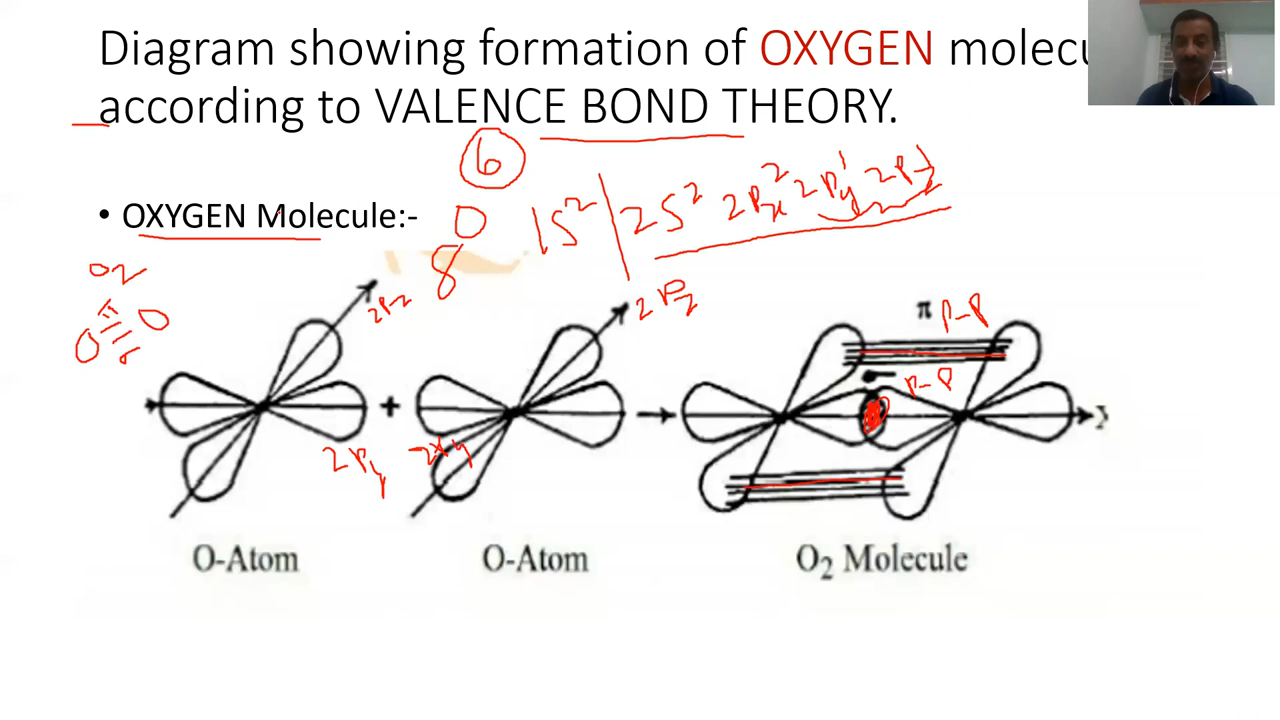 Diagram showing formation of OXYGEN molecu
according to VALENCE BOND THEORY.
6
• OXYGEN Molecule:-
8 O 1S² | 2S² 2Px² 2Py¹ 2Pz¹
O2
π
O = O
σ
2Pz
2Pz
π P-P
σ P-P
+
2Py
Y
O-Atom
O-Atom
O2 Molecule